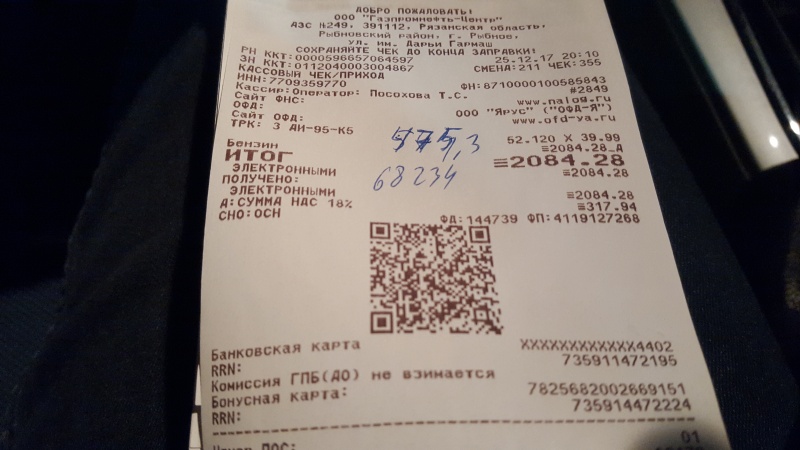 ДОБРО ПОЖАЛОВАТЬ!
ООО "Газпромнефть-Центр"
АЗС №249, 391112, Рязанская область,
Рыбновский район, г. Рыбное,
ул. им. Дарьи Гармаш
СОХРАНЯЙТЕ ЧЕК ДО КОНЦА ЗАПРАВКИ!
РН ККТ:0000596657064597 25.12.17 20:10
ЗН ККТ:0112040003004867 СМЕНА:211 ЧЕК:355
КАССОВЫЙ ЧЕК/ПРИХОД
ИНН:7709359770 ФН:8710000100585843
Кассир:Оператор: Посохова Т.С. #2849
Сайт ФНС: www.nalog.ru
ОФД: ООО "Ярус" ("ОФД-Я")
Сайт ОФД: www.ofd-ya.ru
ТРК: 3 АИ-95-К5
Бензин 52.120 X 39.99
≡2084.28_А
ИТОГ ≡2084.28
ЭЛЕКТРОННЫМИ ≡2084.28
ПОЛУЧЕНО:
ЭЛЕКТРОННЫМИ ≡2084.28
А:СУММА НДС 18% ≡317.94
СНО:ОСН
ФД:144739 ФП:4119127268
68234
Банковская карта XXXXXXXXXXXX4402
RRN: 735911472195
Комиссия ГПБ(АО) не взимается
Бонусная карта: 7825682002669151
RRN: 735914472224
01